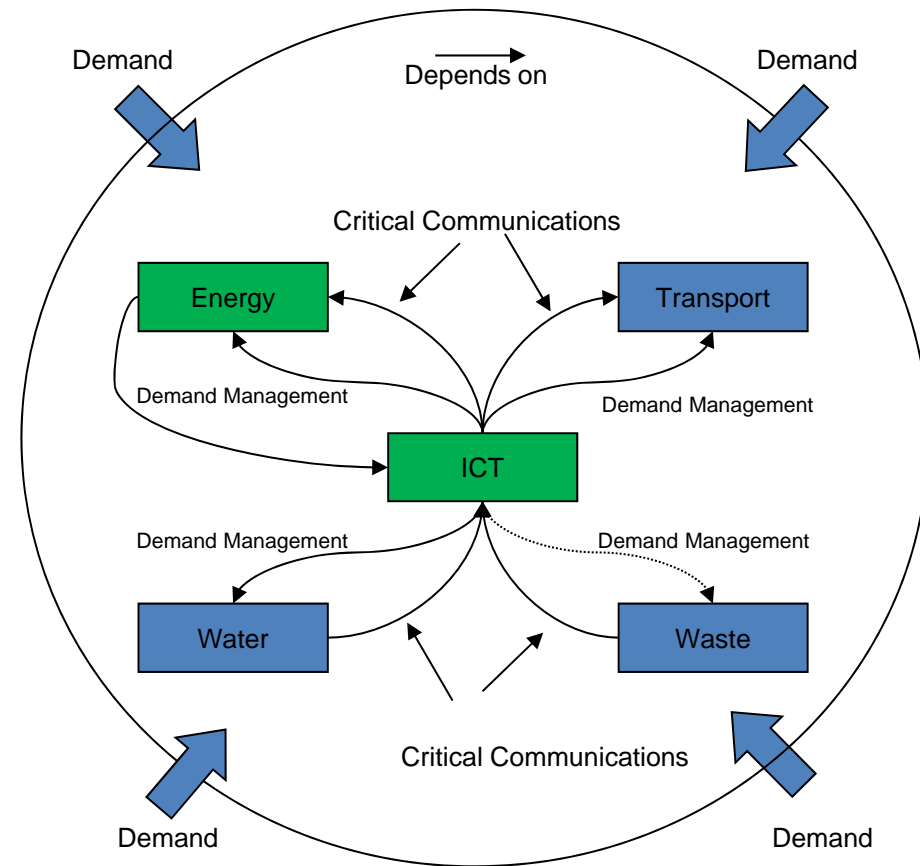 Demand
Demand
Depends on
Critical Communications
Energy
Transport
Demand Management
Demand Management
ICT
Demand Management
Demand Management
Water
Waste
Critical Communications
Demand
Demand